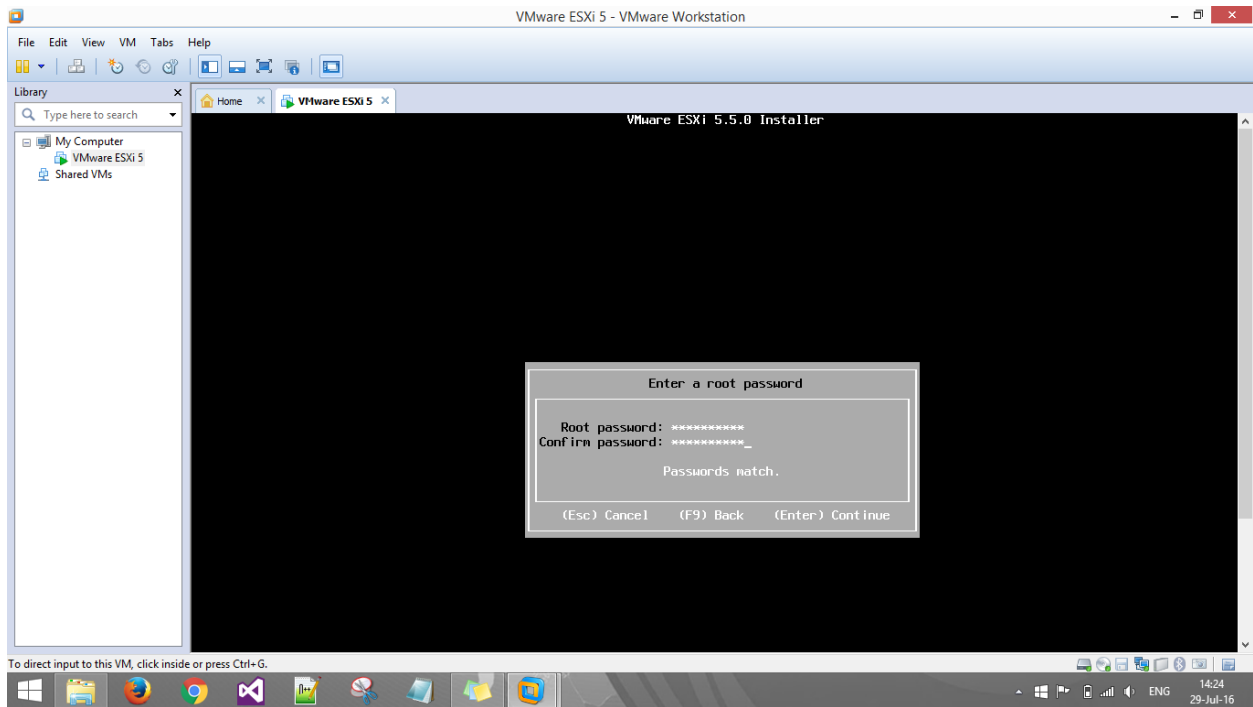 VMware ESXi 5 - VMware Workstation
File Edit View VM Tabs Help
Library
Type here to search
My Computer
VMware ESXi 5
Shared VMs
Home
VMware ESXi 5
VMware ESXi 5.5.0 Installer
Enter a root password
Root password: **********
Confirm password: **********_
Passwords match.
(Esc) Cancel (F9) Back (Enter) Continue
To direct input to this VM, click inside or press Ctrl+G.
ENG
14:24
29-Jul-16